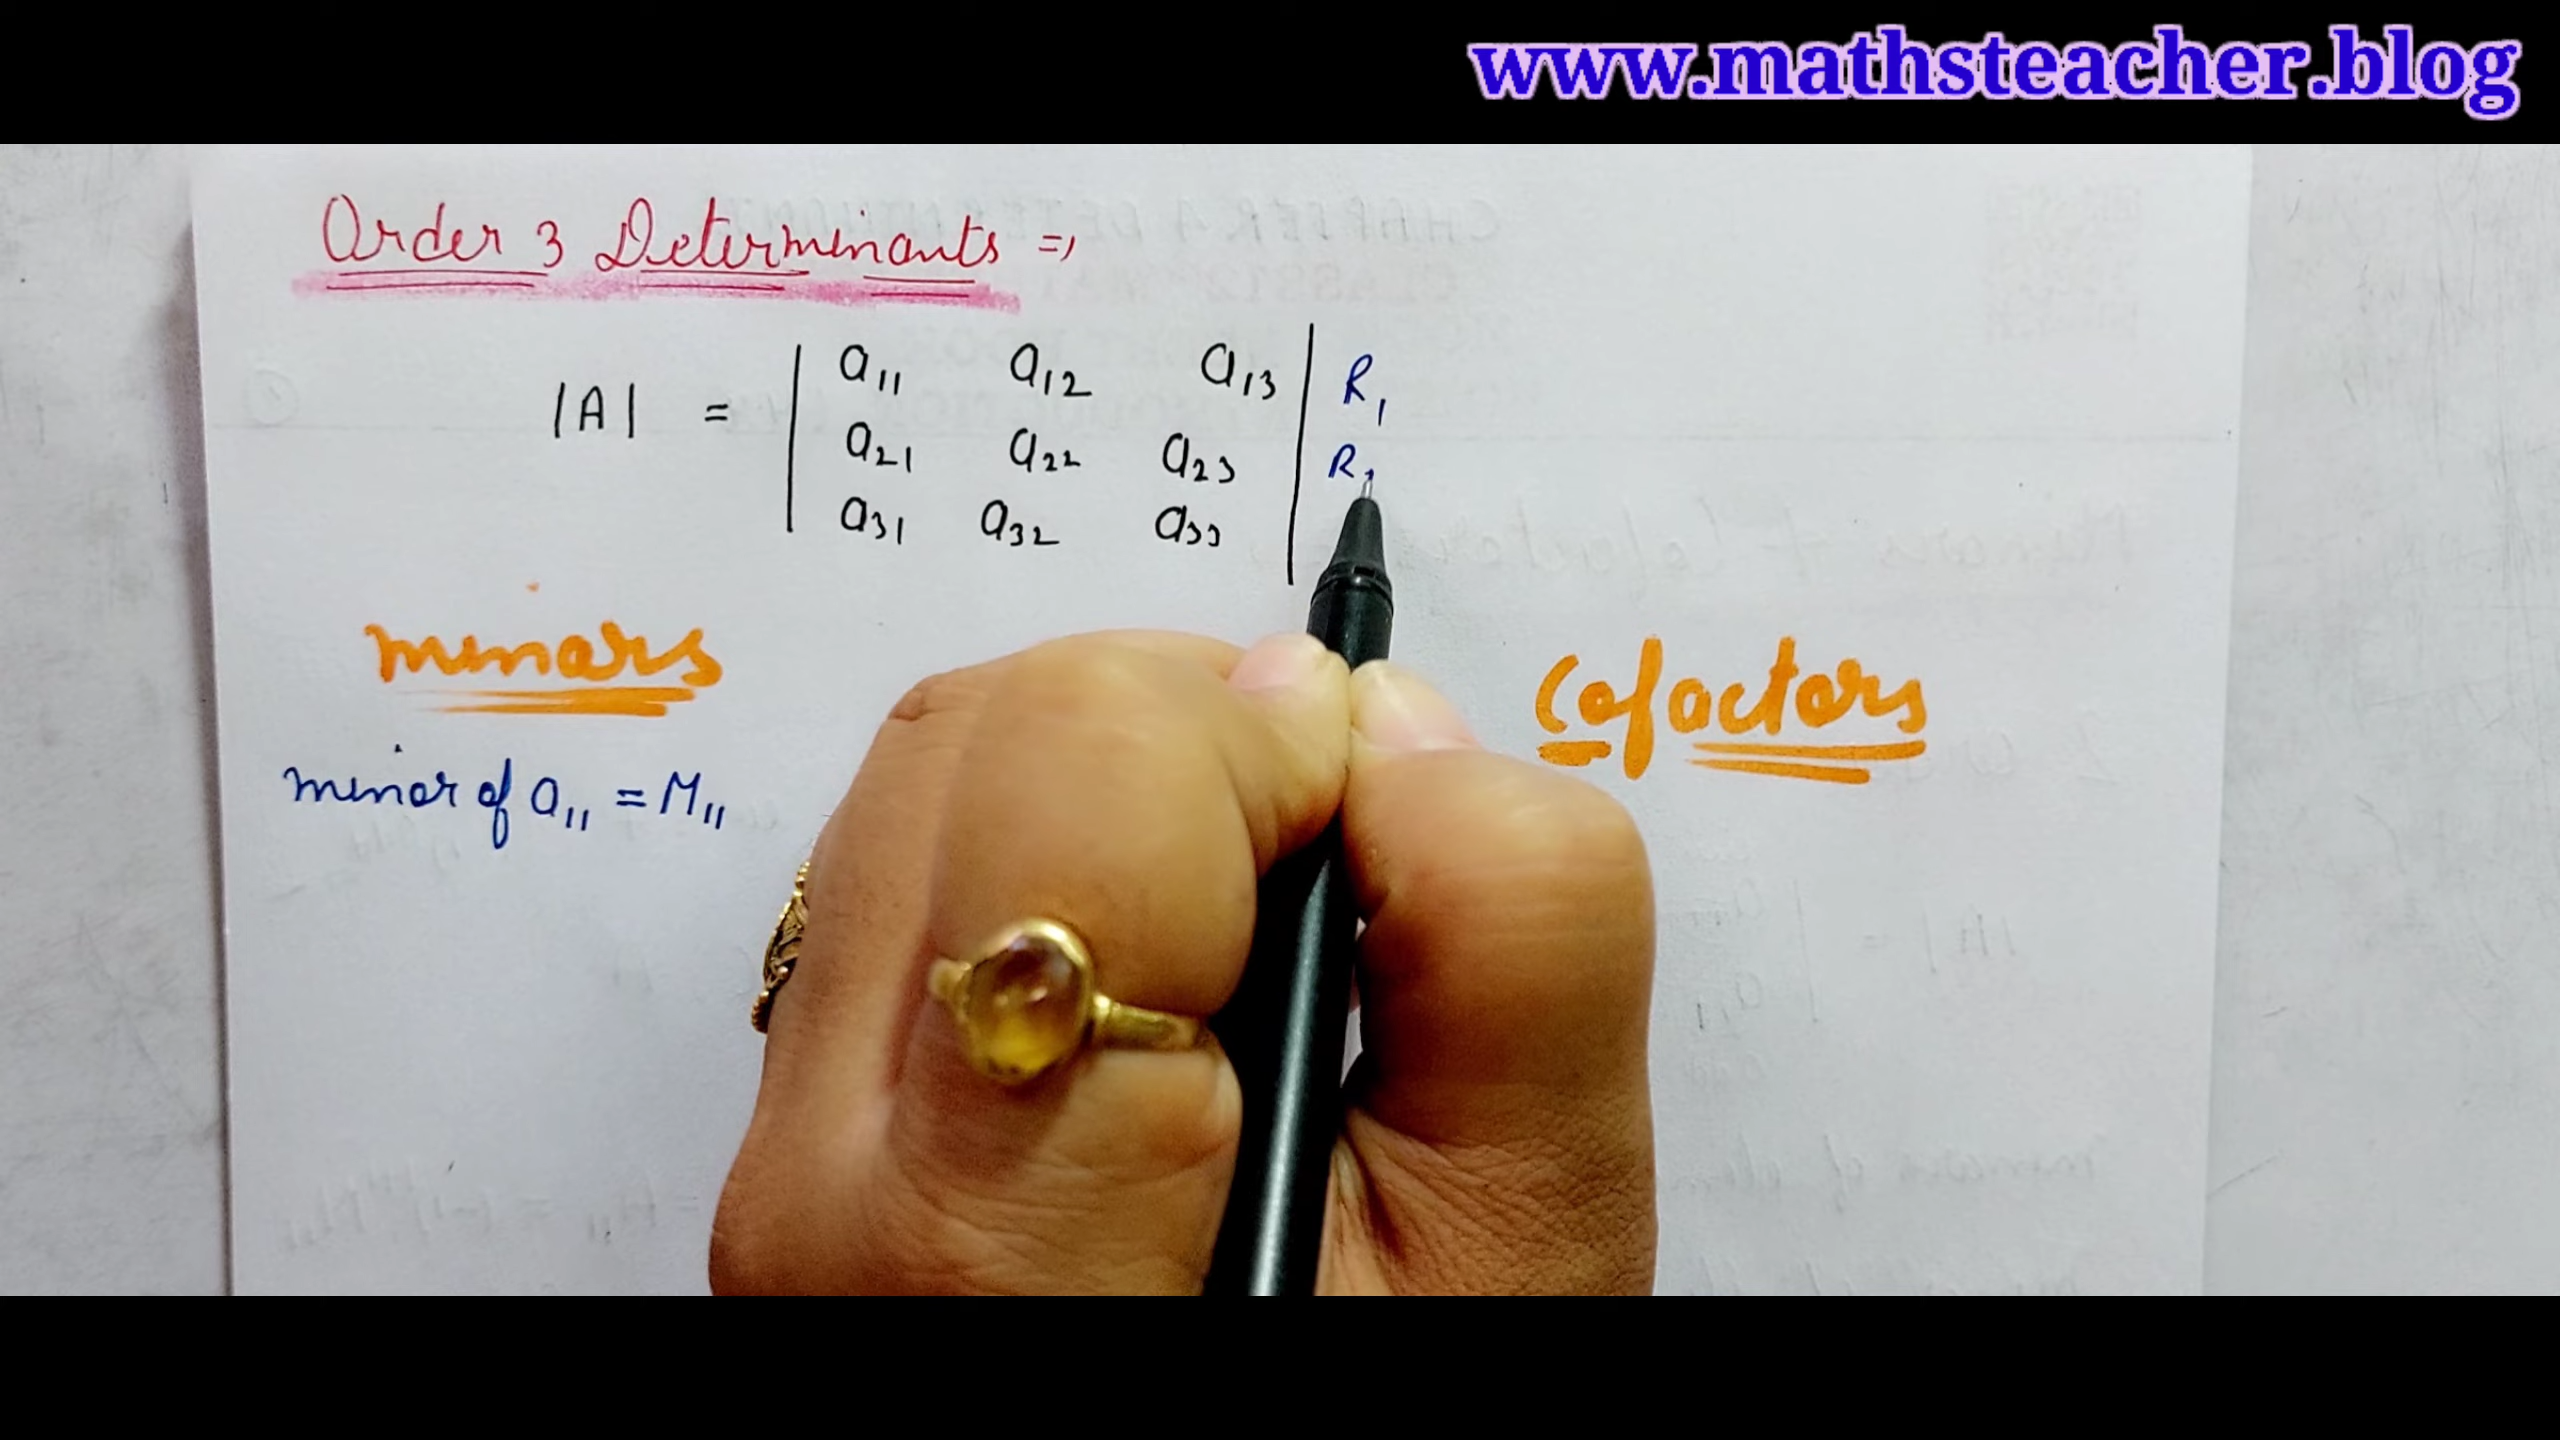 www.mathsteacher.blog
Order 3 Determinants =>
|A| = | a11 a12 a13 | R1
a21 a22 a23 R2
a31 a32 a33
minors
Cofactors
minor of a11 = M11